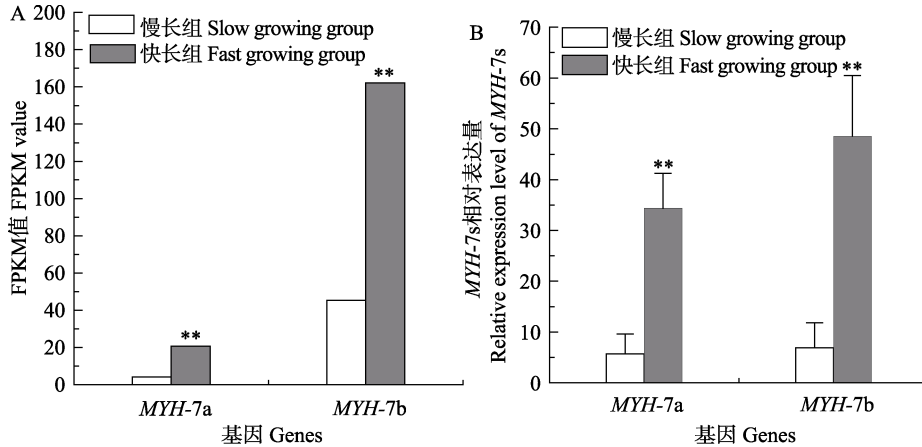 A
慢长组 Slow growing group
快长组 Fast growing group
FPKM值 FPKM value
200
180
160
140
120
100
80
60
40
20
0
**
**
MYH-7a
MYH-7b
基因 Genes
B
慢长组 Slow growing group
快长组 Fast growing group
MYH-7s相对表达量
Relative expression level of MYH-7s
70
60
50
40
30
20
10
0
**
**
MYH-7a
MYH-7b
基因 Genes